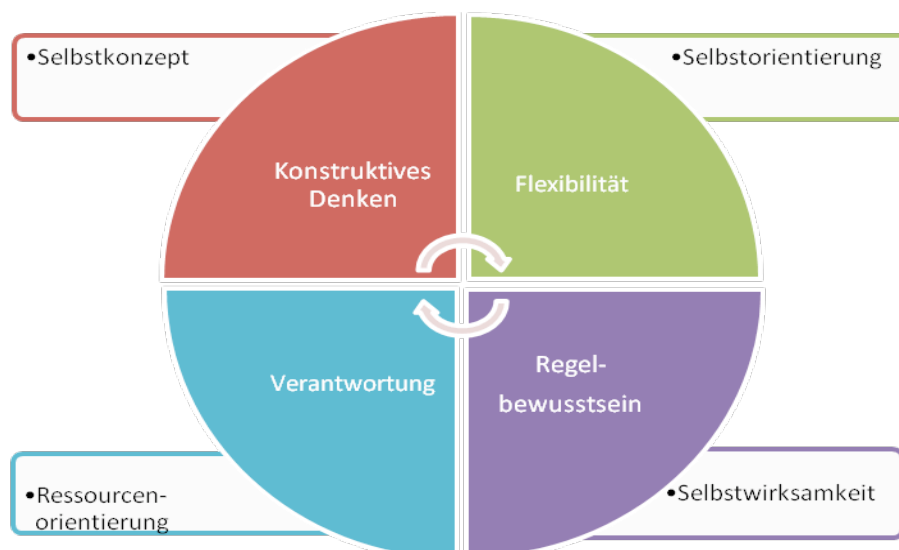 •Selbstkonzept
•Selbstorientierung
Konstruktives
Denken
Flexibilität
Verantwortung
Regel-
bewusstsein
•Ressourcen-
orientierung
•Selbstwirksamkeit